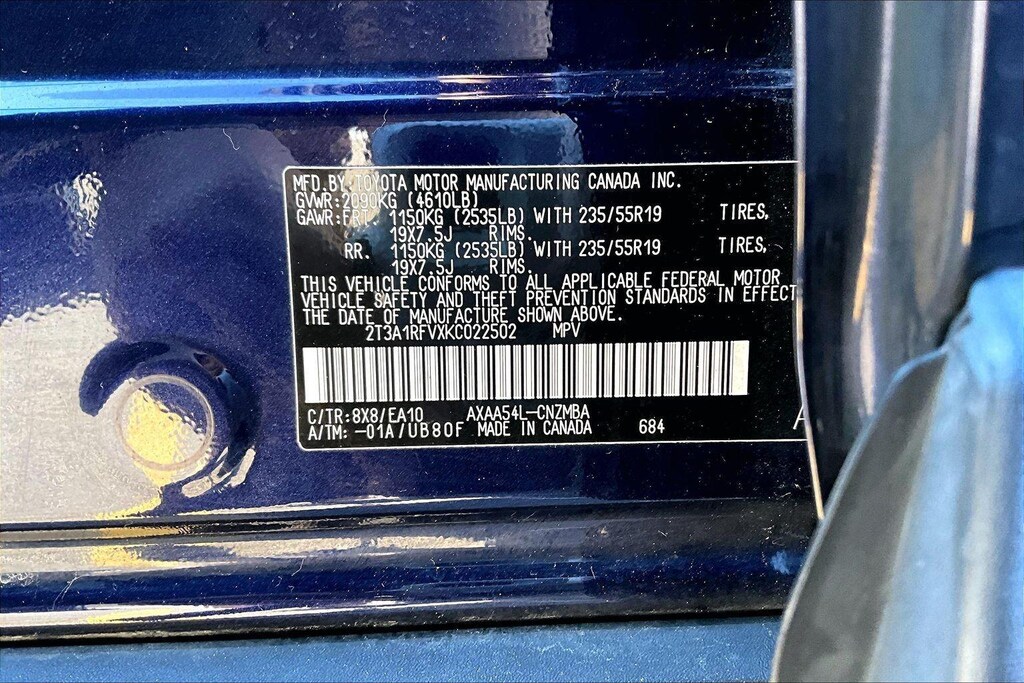 MFD.BY TOYOTA MOTOR MANUFACTURING CANADA INC.
GVWR:2090KG (4610LB)
GAWR:FRT. 1150KG (2535LB) WITH 235/55R19 TIRES,
19X7.5J RIMS.
RR. 1150KG (2535LB) WITH 235/55R19 TIRES,
19X7.5J RIMS.
THIS VEHICLE CONFORMS TO ALL APPLICABLE FEDERAL MOTOR
VEHICLE SAFETY AND THEFT PREVENTION STANDARDS IN EFFECT
THE DATE OF MANUFACTURE SHOWN ABOVE.
2T3A1RFVXKC022502 MPV
C/TR:8X8/EA10 AXAA54L-CNZMBA
A/TM: -01A/UB80F MADE IN CANADA 684